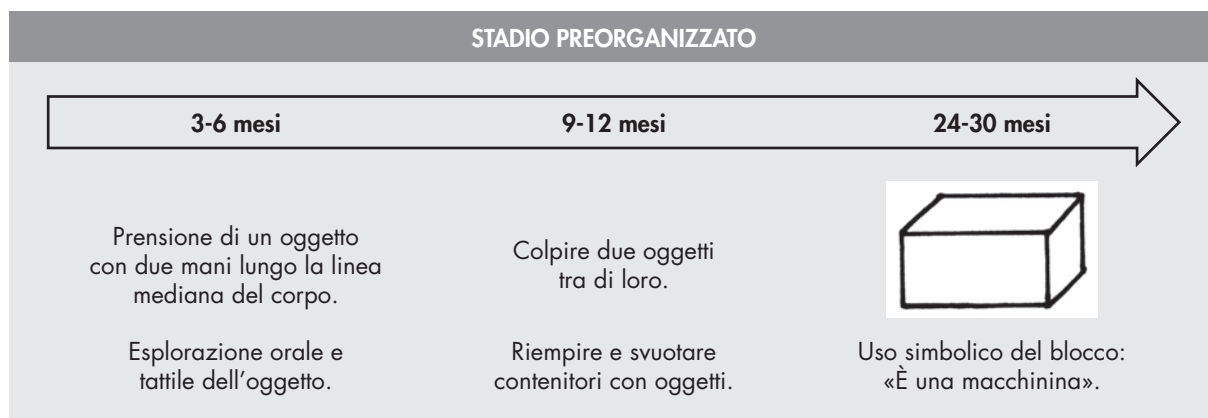 STADIO PREORGANIZZATO
3-6 mesi
9-12 mesi
24-30 mesi
Prensione di un oggetto
con due mani lungo la linea
mediana del corpo.
Esplorazione orale e
tattile dell’oggetto.
Colpire due oggetti
tra di loro.
Riempire e svuotare
contenitori con oggetti.
Uso simbolico del blocco:
«È una macchinina».